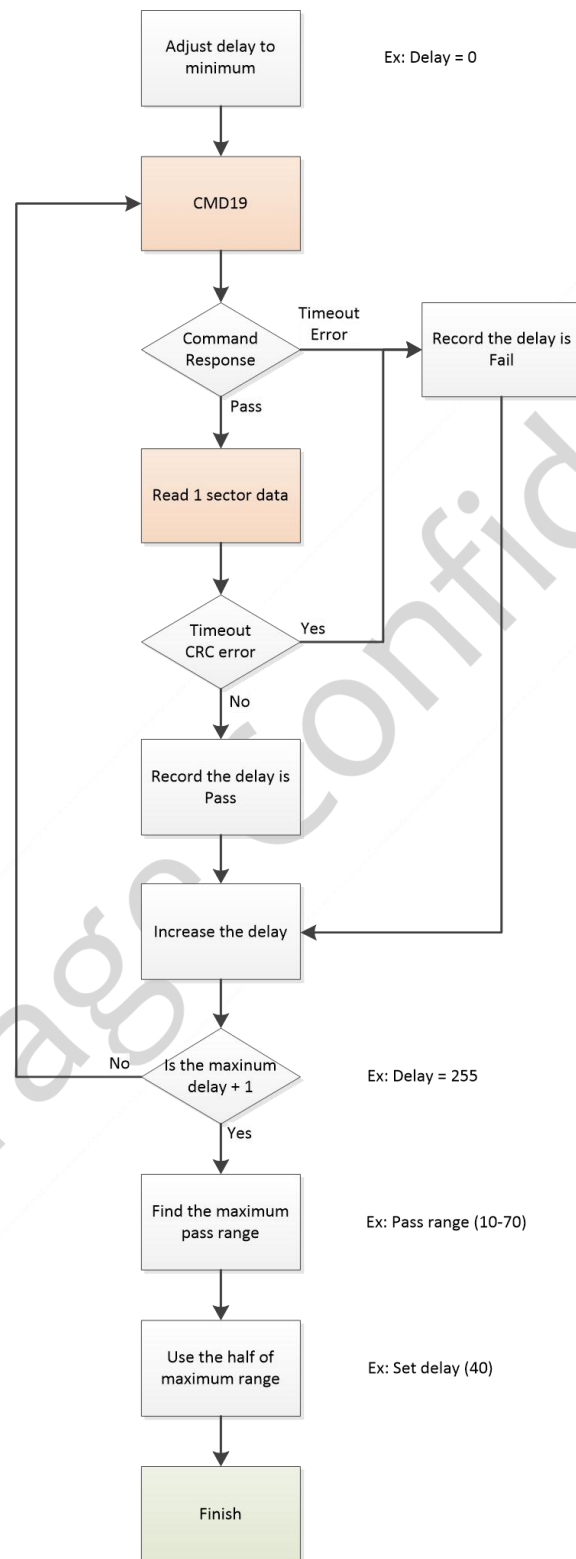 Adjust delay to
minimum
Ex: Delay = 0
CMD19
Timeout
Error
Command
Response
Record the delay is
Fail
Pass
Read 1 sector data
Timeout
CRC error
Yes
No
Record the delay is
Pass
Increase the delay
No
Is the maxinum
delay + 1
Ex: Delay = 255
Yes
Find the maximum
pass range
Ex: Pass range (10-70)
Use the half of
maximum range
Ex: Set delay (40)
Finish